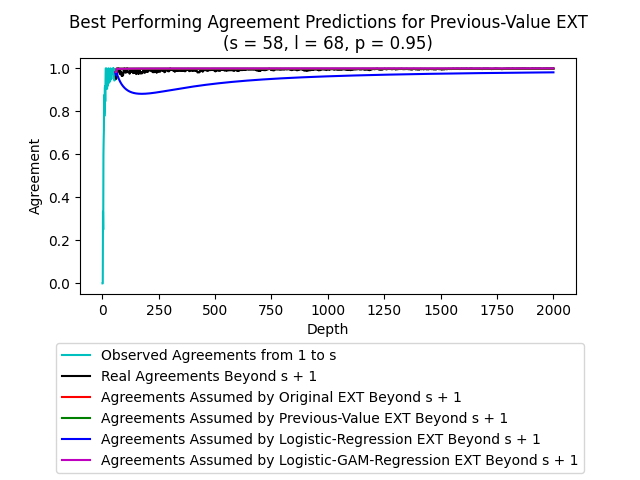 Best Performing Agreement Predictions for Previous-Value EXT
(s = 58, l = 68, p = 0.95)
Agreement
1.0
0.8
0.6
0.4
0.2
0.0
0 250 500 750 1000 1250 1500 1750 2000
Depth
Observed Agreements from 1 to s
Real Agreements Beyond s + 1
Agreements Assumed by Original EXT Beyond s + 1
Agreements Assumed by Previous-Value EXT Beyond s + 1
Agreements Assumed by Logistic-Regression EXT Beyond s + 1
Agreements Assumed by Logistic-GAM-Regression EXT Beyond s + 1